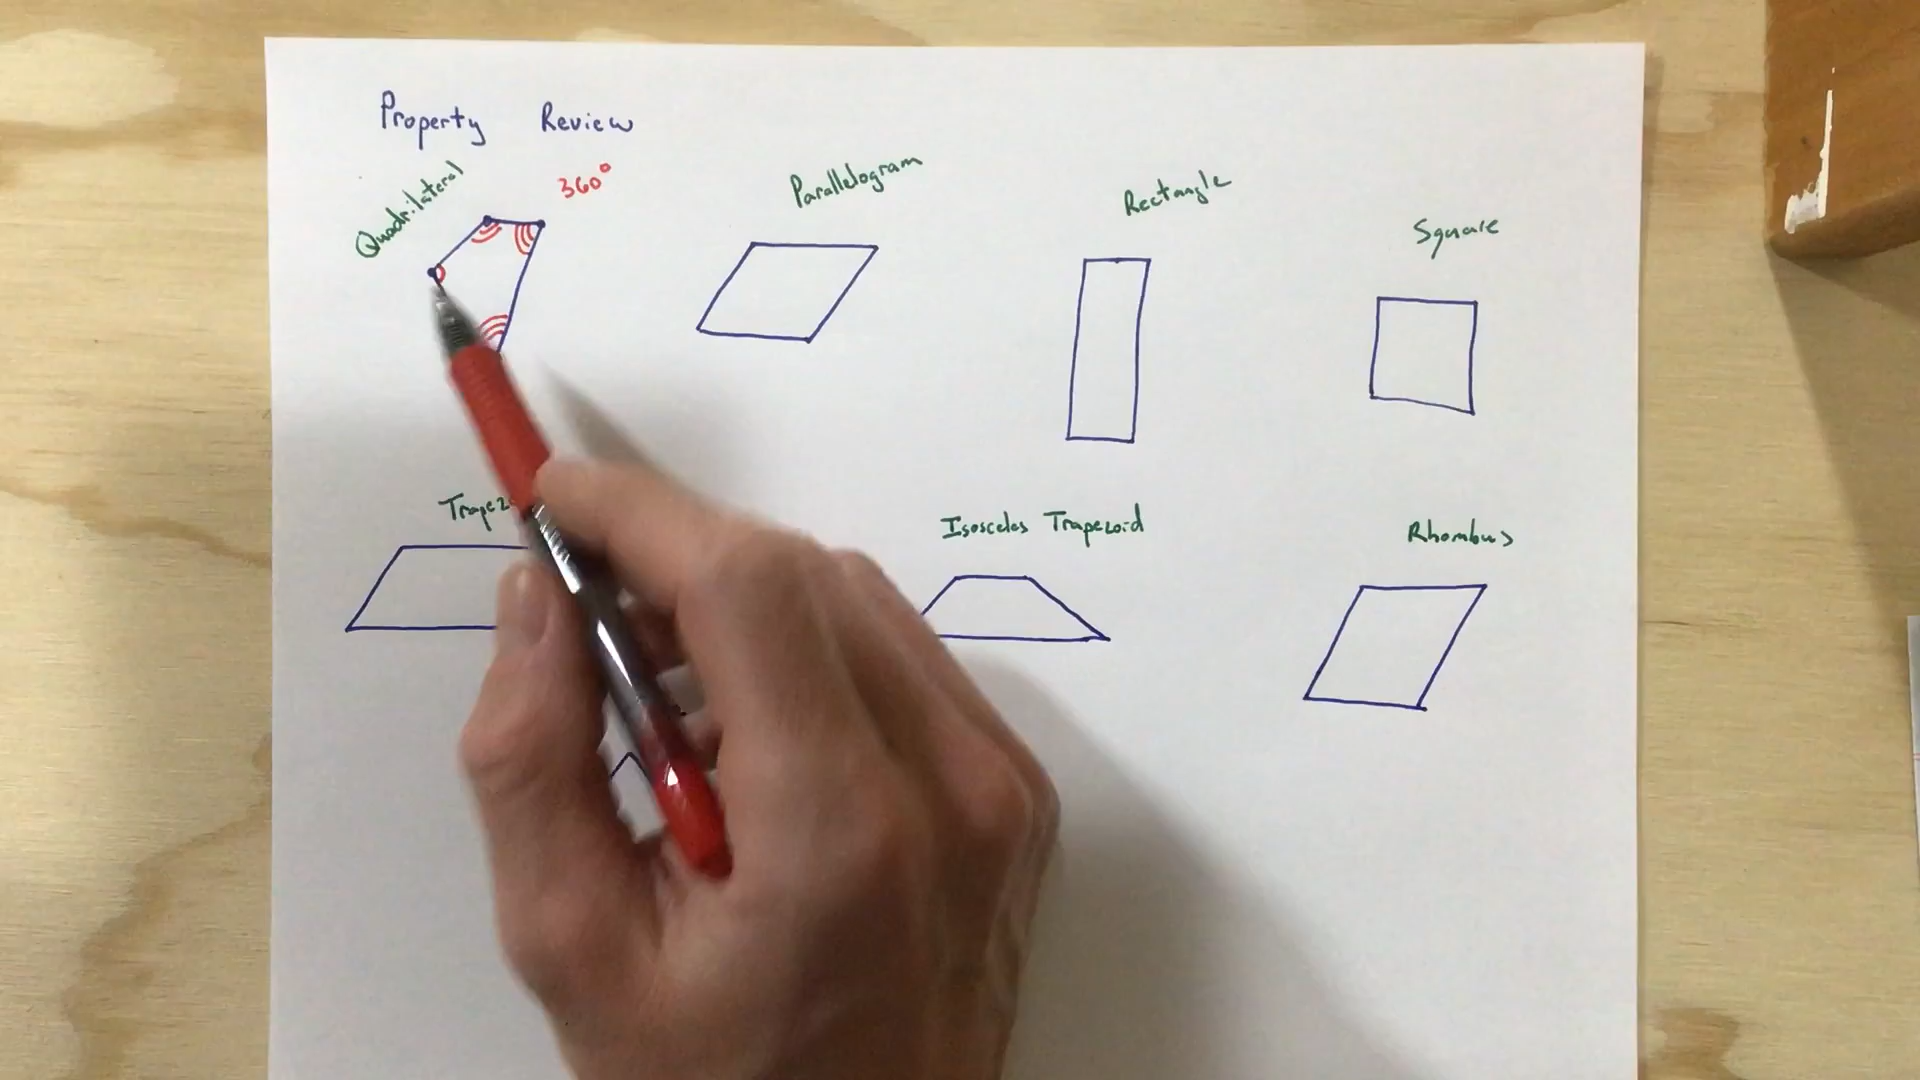 Property Review
Quadrilateral
360°
Parallelogram
Rectangle
Square
Isosceles Trapezoid
Rhombus